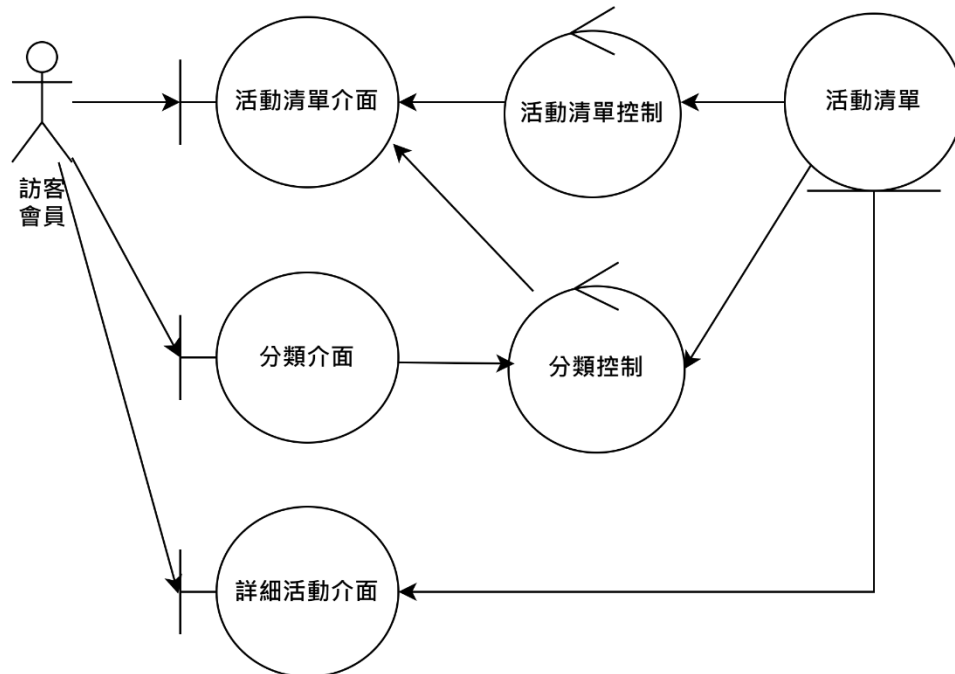 活動清單介面
活動清單控制
活動清單
訪客
會員
分類介面
分類控制
詳細活動介面